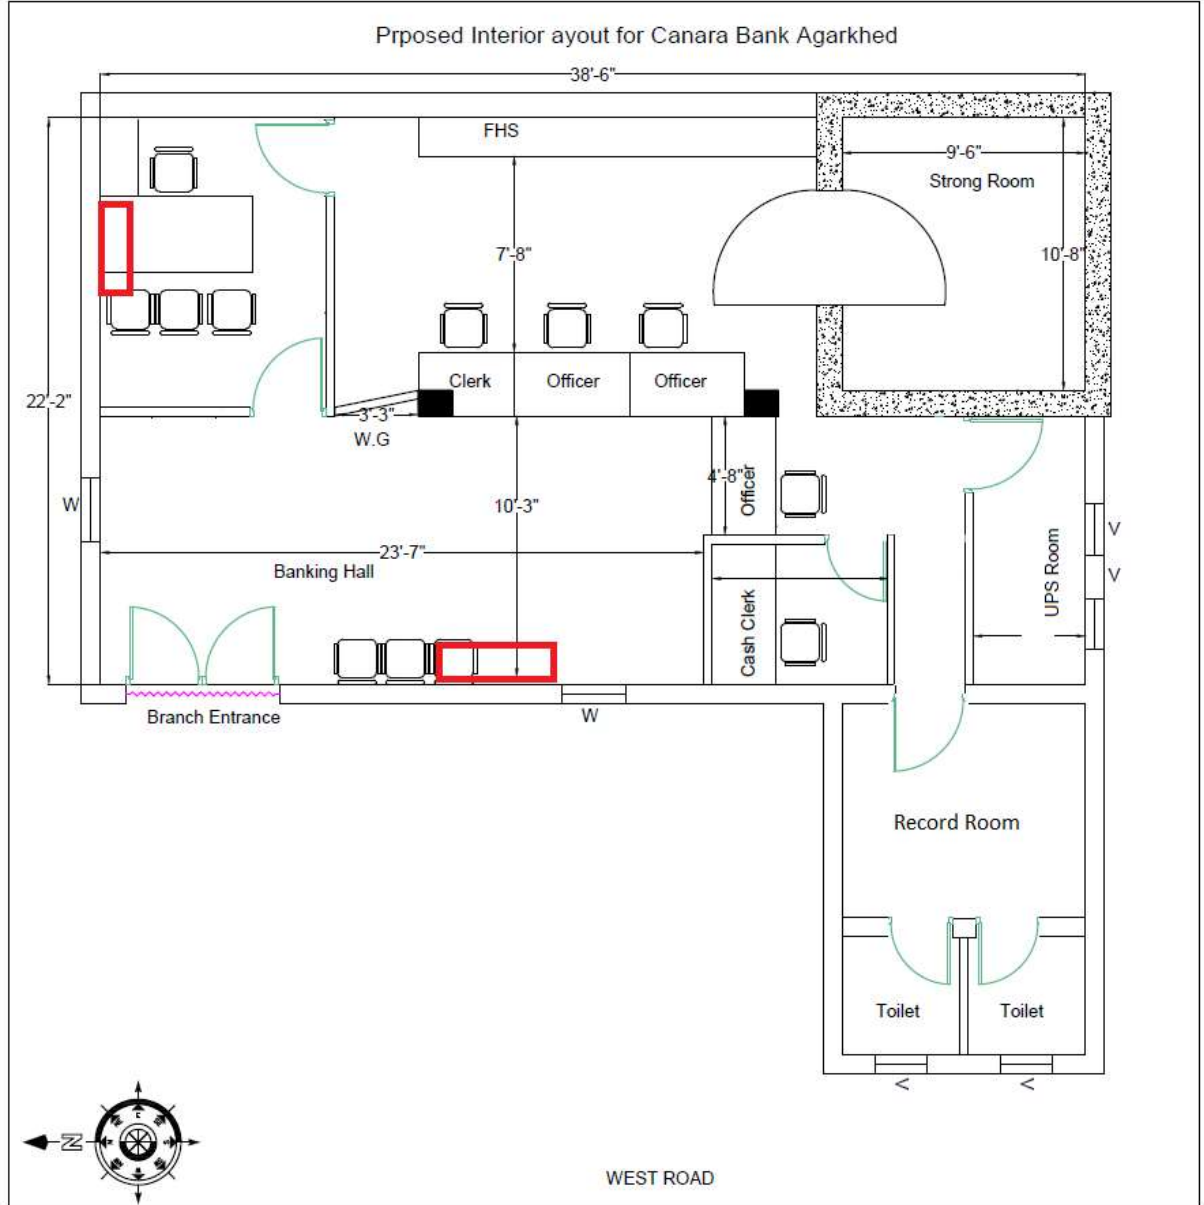 Prposed Interior ayout for Canara Bank Agarkhed
38'-6"
FHS
9'-6"
Strong Room
7'-8"
10'-8"
Clerk
Officer
Officer
22'-2"
3'-3"
W.G
4'-8"
Officer
W
10'-3"
V
23'-7"
Banking Hall
UPS Room
V
Cash Clerk
Branch Entrance
W
Record Room
Toilet
Toilet
V
V
N
WEST ROAD